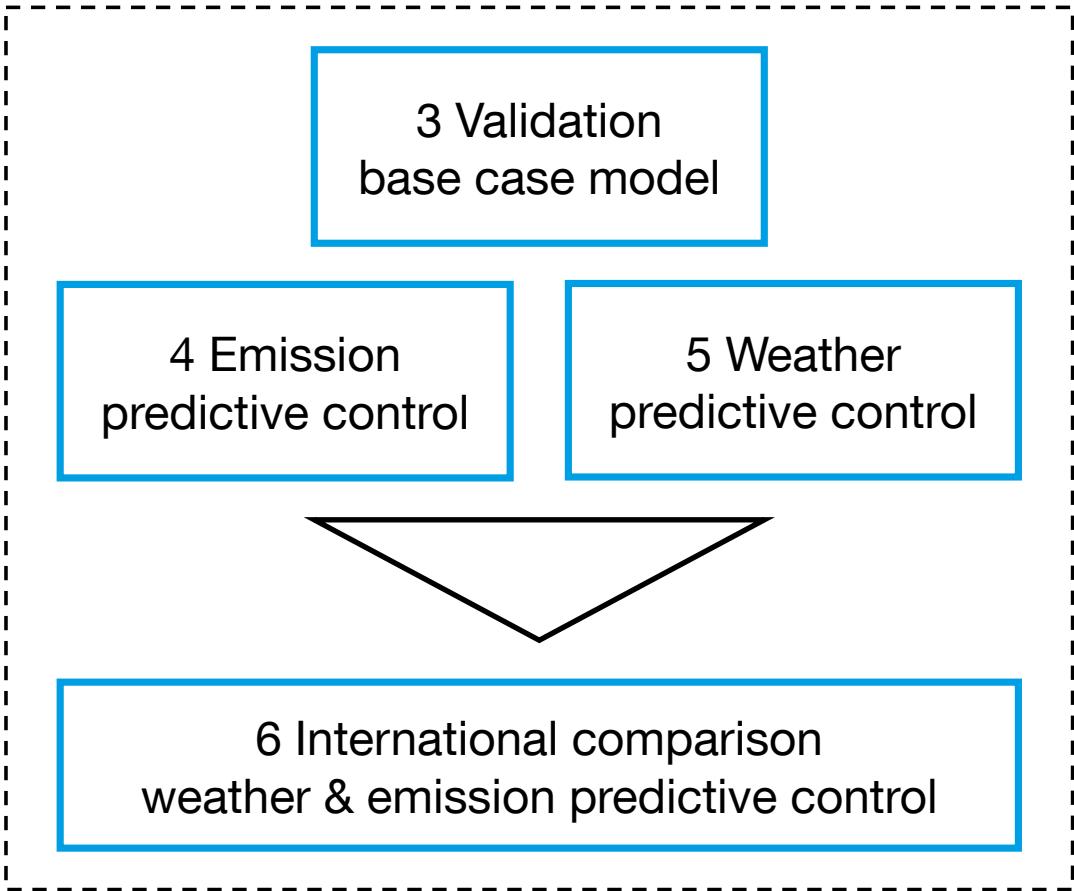 3 Validation
base case model
4 Emission
predictive control
5 Weather
predictive control
6 International comparison
weather & emission predictive control